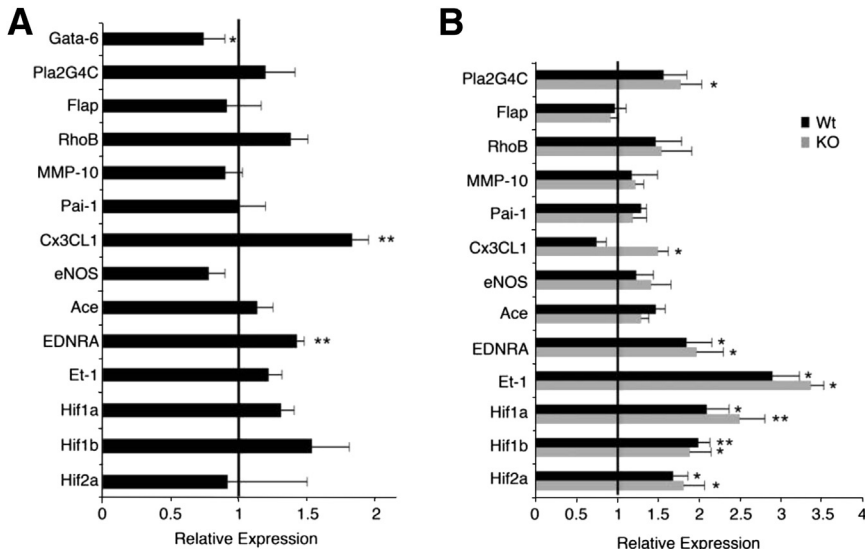 A
Gata-6
*
Pla2G4C
Flap
RhoB
MMP-10
Pai-1
Cx3CL1
**
eNOS
Ace
EDNRA
**
Et-1
Hif1a
Hif1b
Hif2a
0 0.5 1 1.5 2
Relative Expression
B
Pla2G4C
*
Flap
RhoB
MMP-10
Pai-1
Cx3CL1
*
eNOS
Ace
EDNRA
*
*
Et-1
*
*
Hif1a
*
**
Hif1b
**
*
Hif2a
*
*
0 0.5 1 1.5 2 2.5 3 3.5 4
Relative Expression
Wt
KO